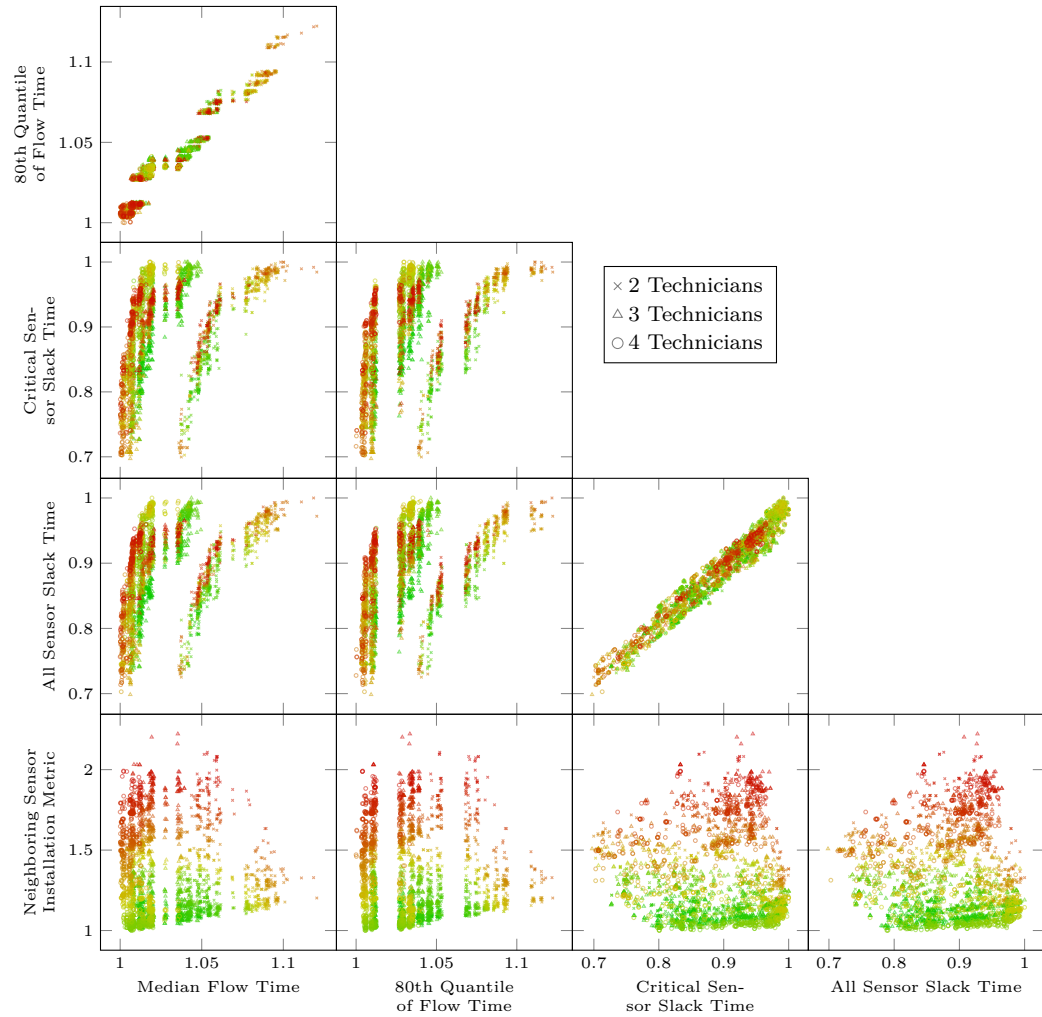 80th Quantile
of Flow Time
1.1
1.05
1
Critical Sen-
sor Slack Time
1
0.9
0.8
0.7
× 2 Technicians
△ 3 Technicians
○ 4 Technicians
All Sensor Slack Time
1
0.9
0.8
0.7
Neighboring Sensor
Installation Metric
2
1.5
1
1 1.05 1.1
1 1.05 1.1
0.7 0.8 0.9 1
0.7 0.8 0.9 1
Median Flow Time
80th Quantile
of Flow Time
Critical Sen-
sor Slack Time
All Sensor Slack Time